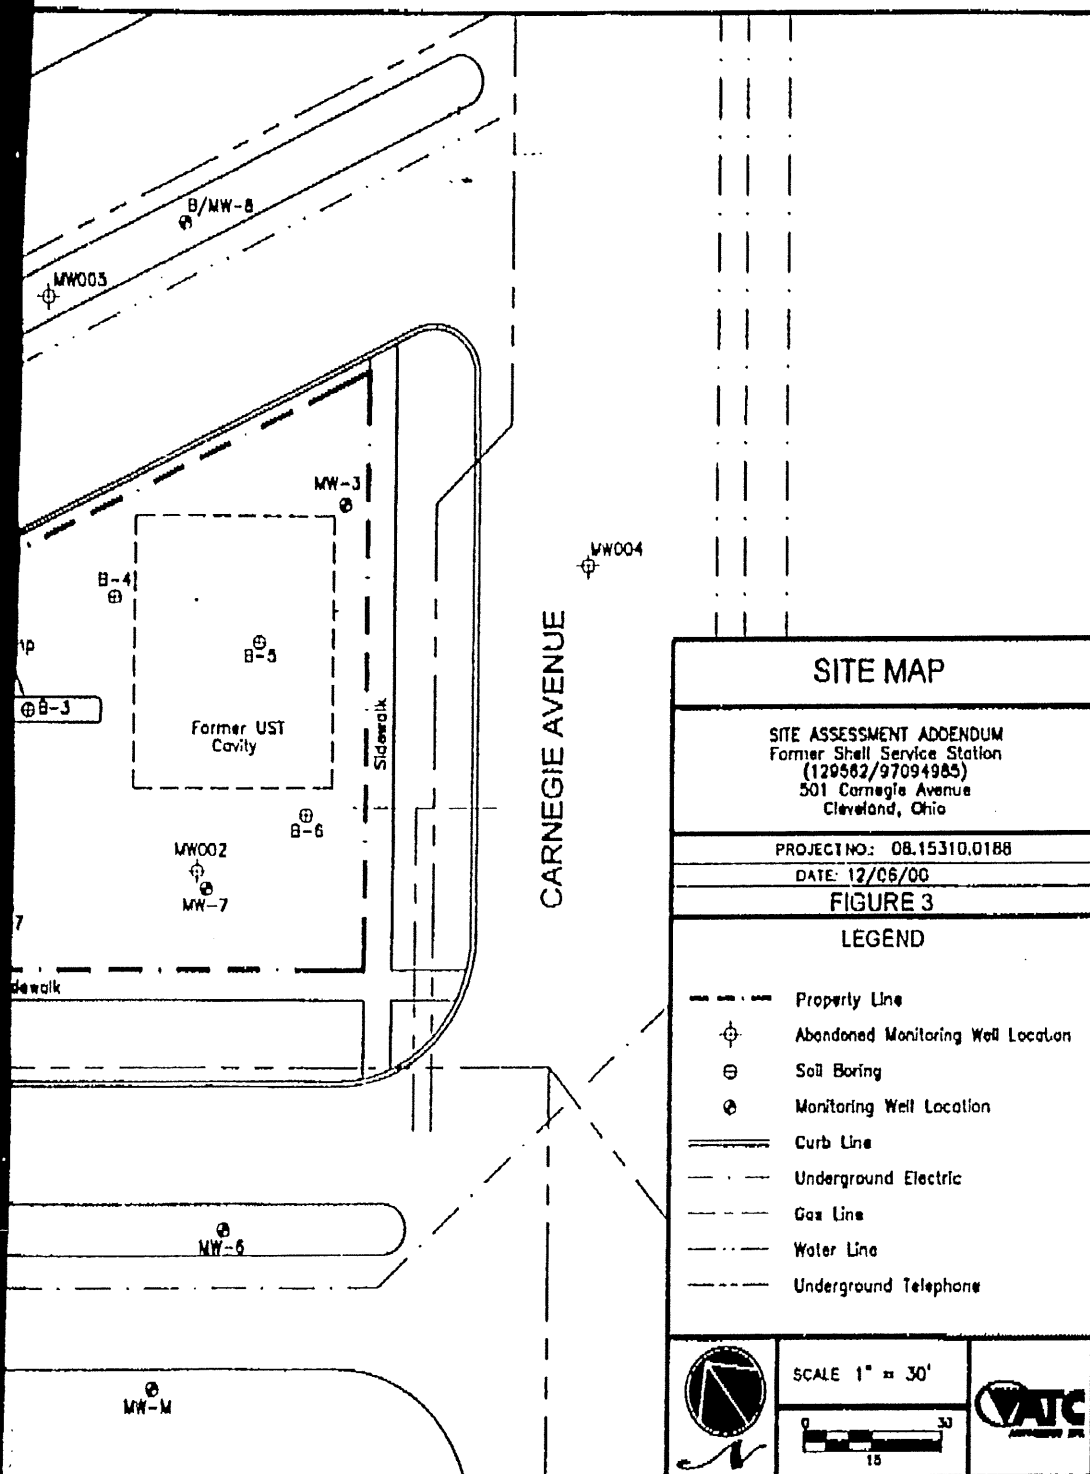 B/MW-8
MW003
MW-3
MW004
B-4
B-5
B-3
Former UST
Cavity
Sidewalk
CARNEGIE AVENUE
B-6
MW002
MW-7
7
dewalk
MW-6
MW-M
SITE MAP
SITE ASSESSMENT ADDENDUM
Former Shell Service Station
(129562/97094985)
501 Carnegie Avenue
Cleveland, Ohio
PROJECT NO.: 08.15310.0188
DATE: 12/06/00
FIGURE 3
LEGEND
Property Line
Abandoned Monitoring Well Location
Soil Boring
Monitoring Well Location
Curb Line
Underground Electric
Gas Line
Water Line
Underground Telephone
N
SCALE 1" = 30'
0 30
15
ATC